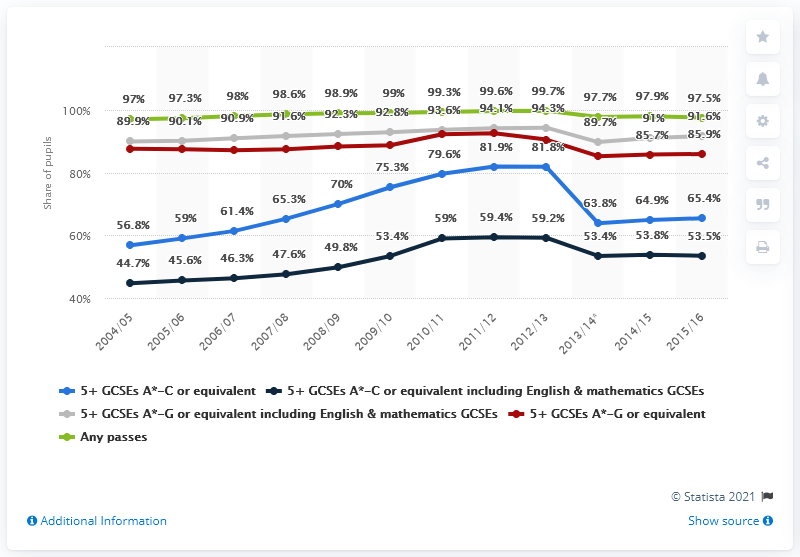 97% 97.3% 98% 98.6% 98.9% 99% 99.3% 99.6% 99.7% 97.7% 97.9% 97.5%
100%
89.9% 90.1% 90.9% 91.6% 92.3% 92.8% 93.6% 94.1% 94.3% 89.7% 91% 91.6%
85.7% 85.9%
Share of pupils
80%
56.8% 59% 61.4% 65.3% 70% 75.3% 79.6% 81.9% 81.8% 63.8% 64.9% 65.4%
60%
44.7% 45.6% 46.3% 47.6% 49.8% 53.4% 59% 59.4% 59.2% 53.4% 53.8% 53.5%
40%
2004/05 2005/06 2006/07 2007/08 2008/09 2009/10 2010/11 2011/12 2012/13 2013/14* 2014/15 2015/16
5+ GCSEs A*-C or equivalent 5+ GCSEs A*-C or equivalent including English & mathematics GCSEs
5+ GCSEs A*-G or equivalent including English & mathematics GCSEs 5+ GCSEs A*-G or equivalent
Any passes
© Statista 2021
Additional Information Show source